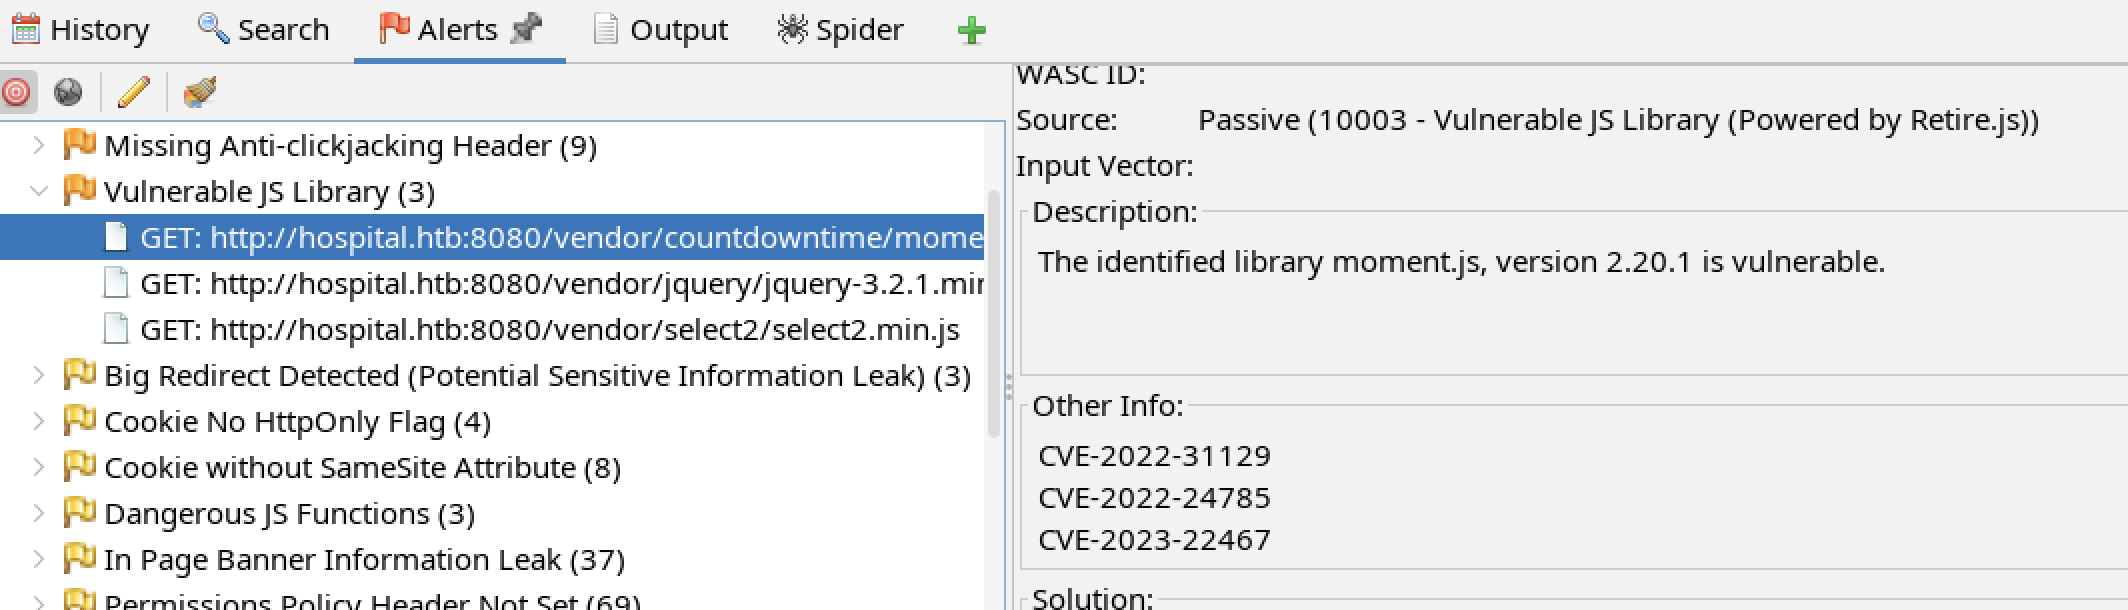 History Search Alerts Output Spider
Missing Anti-clickjacking Header (9)
Vulnerable JS Library (3)
GET: http://hospital.htb:8080/vendor/countdowntime/mome
GET: http://hospital.htb:8080/vendor/jquery/jquery-3.2.1.min
GET: http://hospital.htb:8080/vendor/select2/select2.min.js
Big Redirect Detected (Potential Sensitive Information Leak) (3)
Cookie No HttpOnly Flag (4)
Cookie without SameSite Attribute (8)
Dangerous JS Functions (3)
In Page Banner Information Leak (37)
Permissions Policy Header Not Set (69)
WASC ID:
Source: Passive (10003 - Vulnerable JS Library (Powered by Retire.js))
Input Vector:
Description:
The identified library moment.js, version 2.20.1 is vulnerable.
Other Info:
CVE-2022-31129
CVE-2022-24785
CVE-2023-22467
Solution: